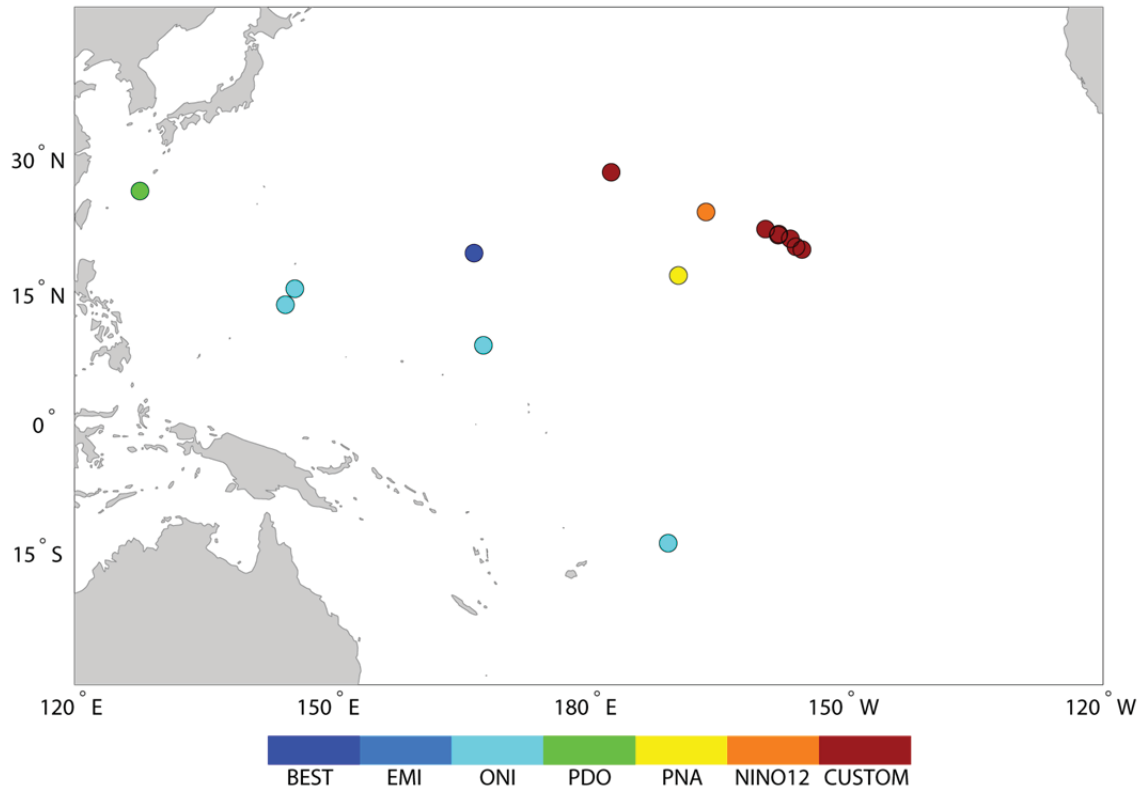 30° N
15° N
0°
15° S
120° E 150° E 180° E 150° W 120° W
BEST EMI ONI PDO PNA NINO12 CUSTOM